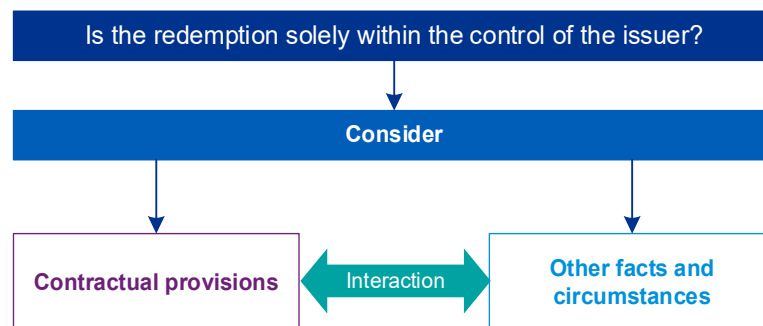 Is the redemption solely within the control of the issuer?
Consider
Contractual provisions
Interaction
Other facts and
circumstances